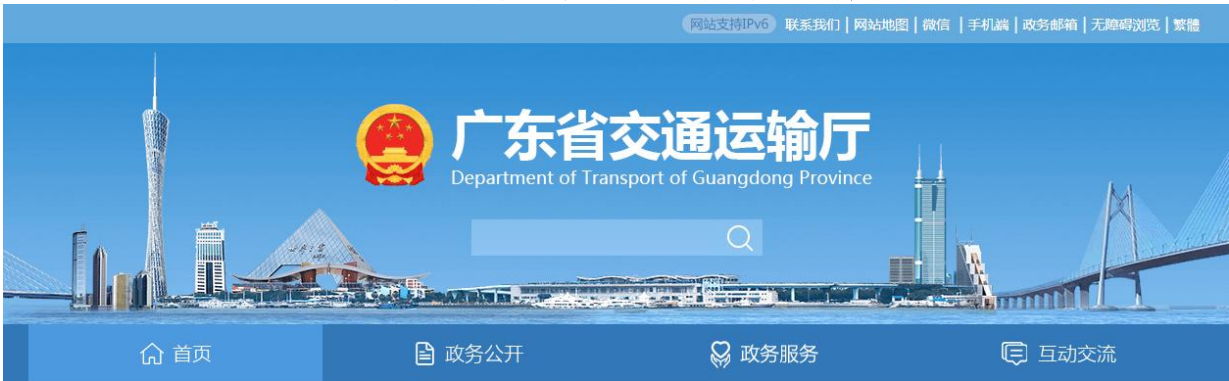 网站支持IPv6 联系我们 | 网站地图 | 微信 | 手机端 | 政务邮箱 | 无障碍浏览 | 繁體
广东省交通运输厅
Department of Transport of Guangdong Province
首页 政务公开 政务服务 互动交流